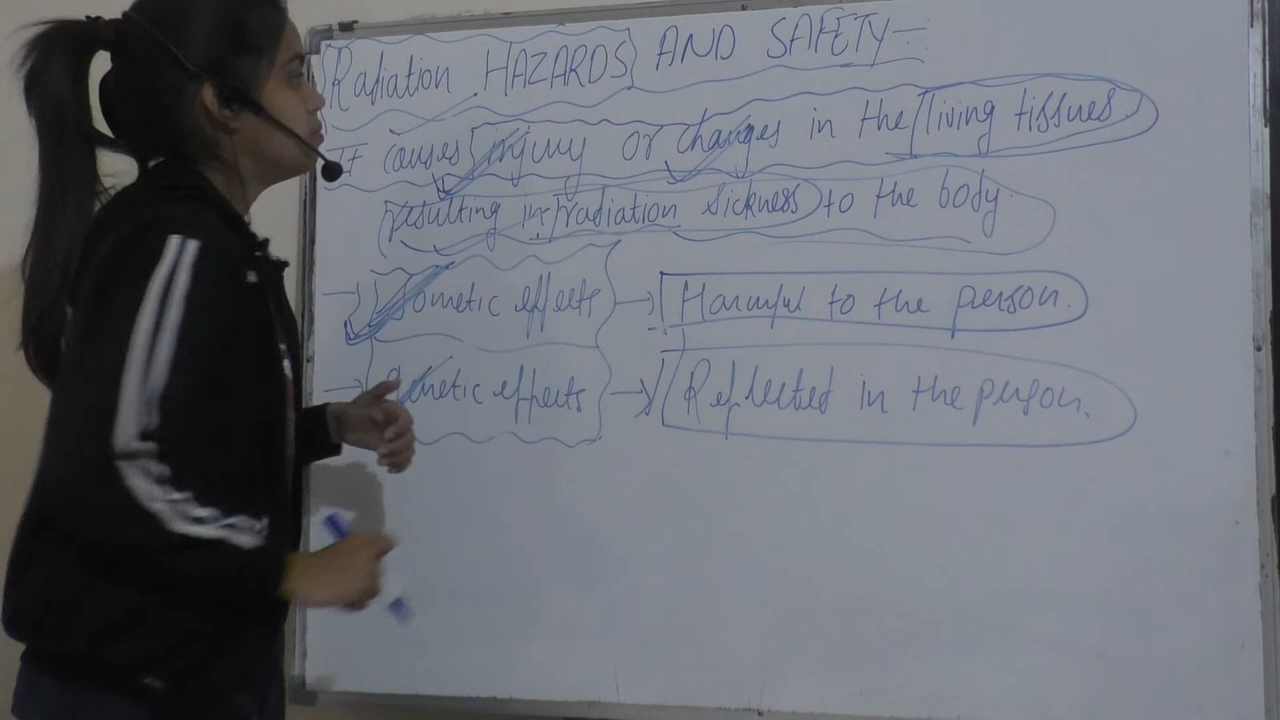 Radiation HAZARDS AND SAFETY-
It causes injury or changes in the living tissues.
resulting in radiation sickness to the body.
→ Sometic effects → Harmful to the person.
→ Genetic effects → Reflected in the person.